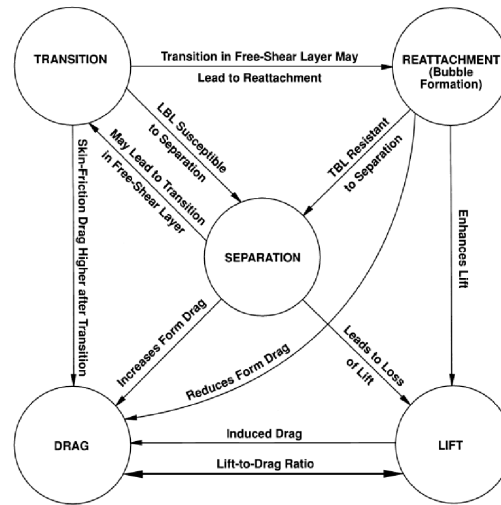 TRANSITION
Transition in Free-Shear Layer May
Lead to Reattachment
REATTACHMENT
(Bubble
Formation)
LBL Susceptible
to Separation
May Lead to Transition
in Free-Shear Layer
TBL Resistant
to Separation
Skin-Friction Drag Higher after Transition
SEPARATION
Enhances Lift
Increases Form Drag
Reduces Form Drag
Leads to Loss
of Lift
DRAG
Induced Drag
Lift-to-Drag Ratio
LIFT